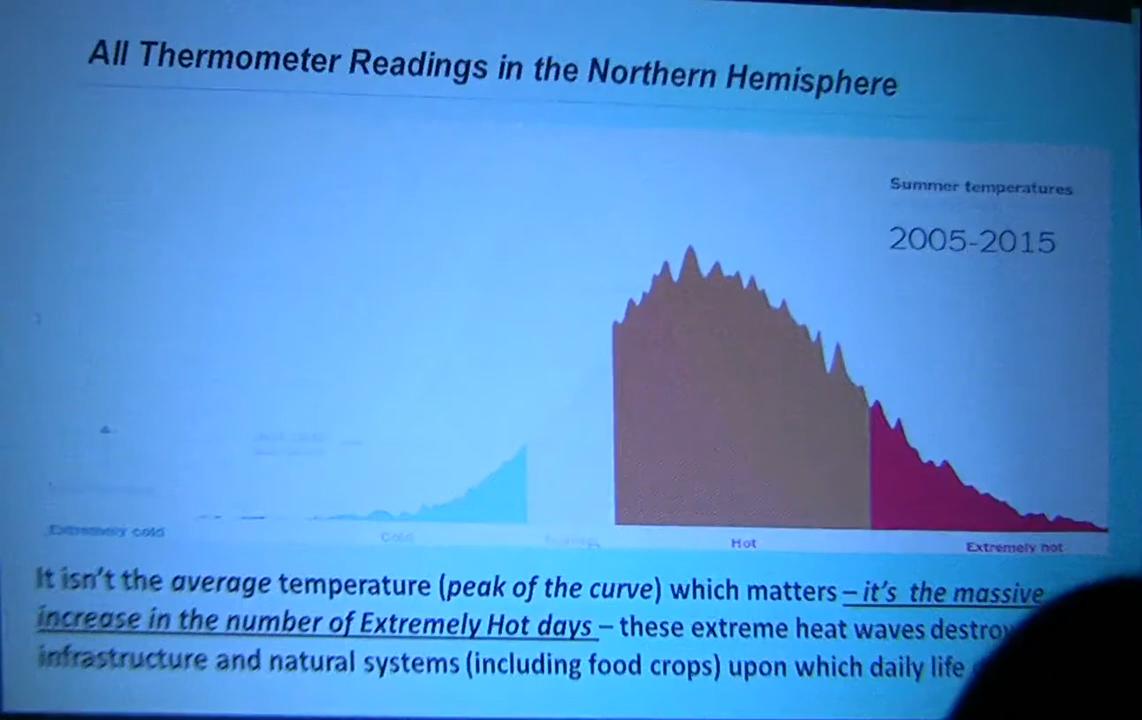 All Thermometer Readings in the Northern Hemisphere
Summer temperatures
2005-2015
Extremely cold
Cold
Hot
Extremely hot
It isn't the average temperature (peak of the curve) which matters – it's the massive
increase in the number of Extremely Hot days – these extreme heat waves destroy
infrastructure and natural systems (including food crops) upon which daily life